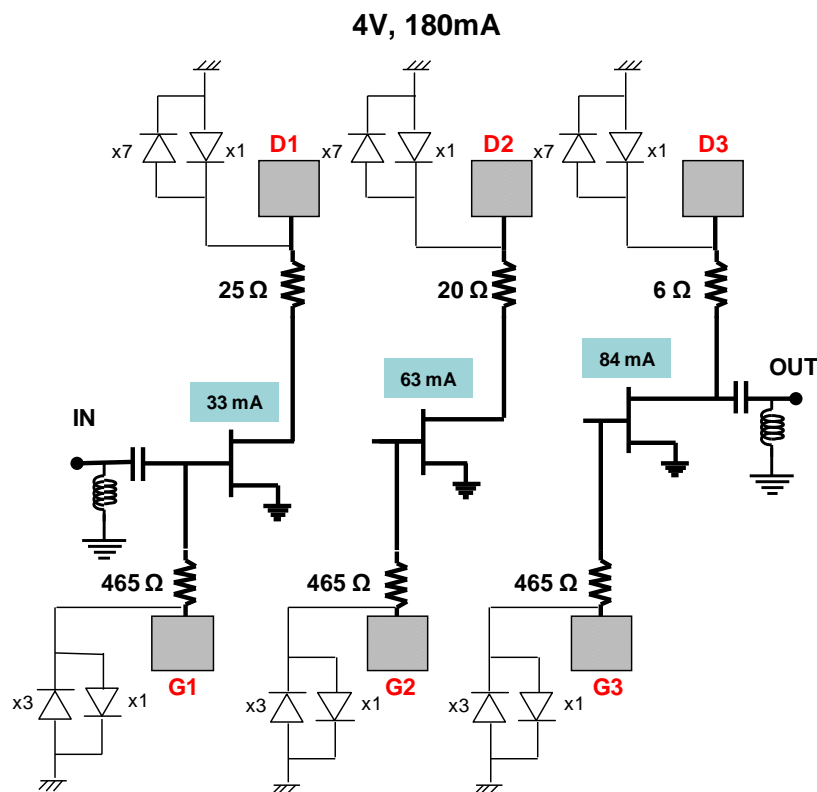 4V, 180mA
D1 D2 D3
x7 x1 x7 x1 x7 x1
25 Ω 20 Ω 6 Ω
84 mA
OUT
63 mA
33 mA
IN
465 Ω 465 Ω 465 Ω
G1 G2 G3
x3 x1 x3 x1 x3 x1